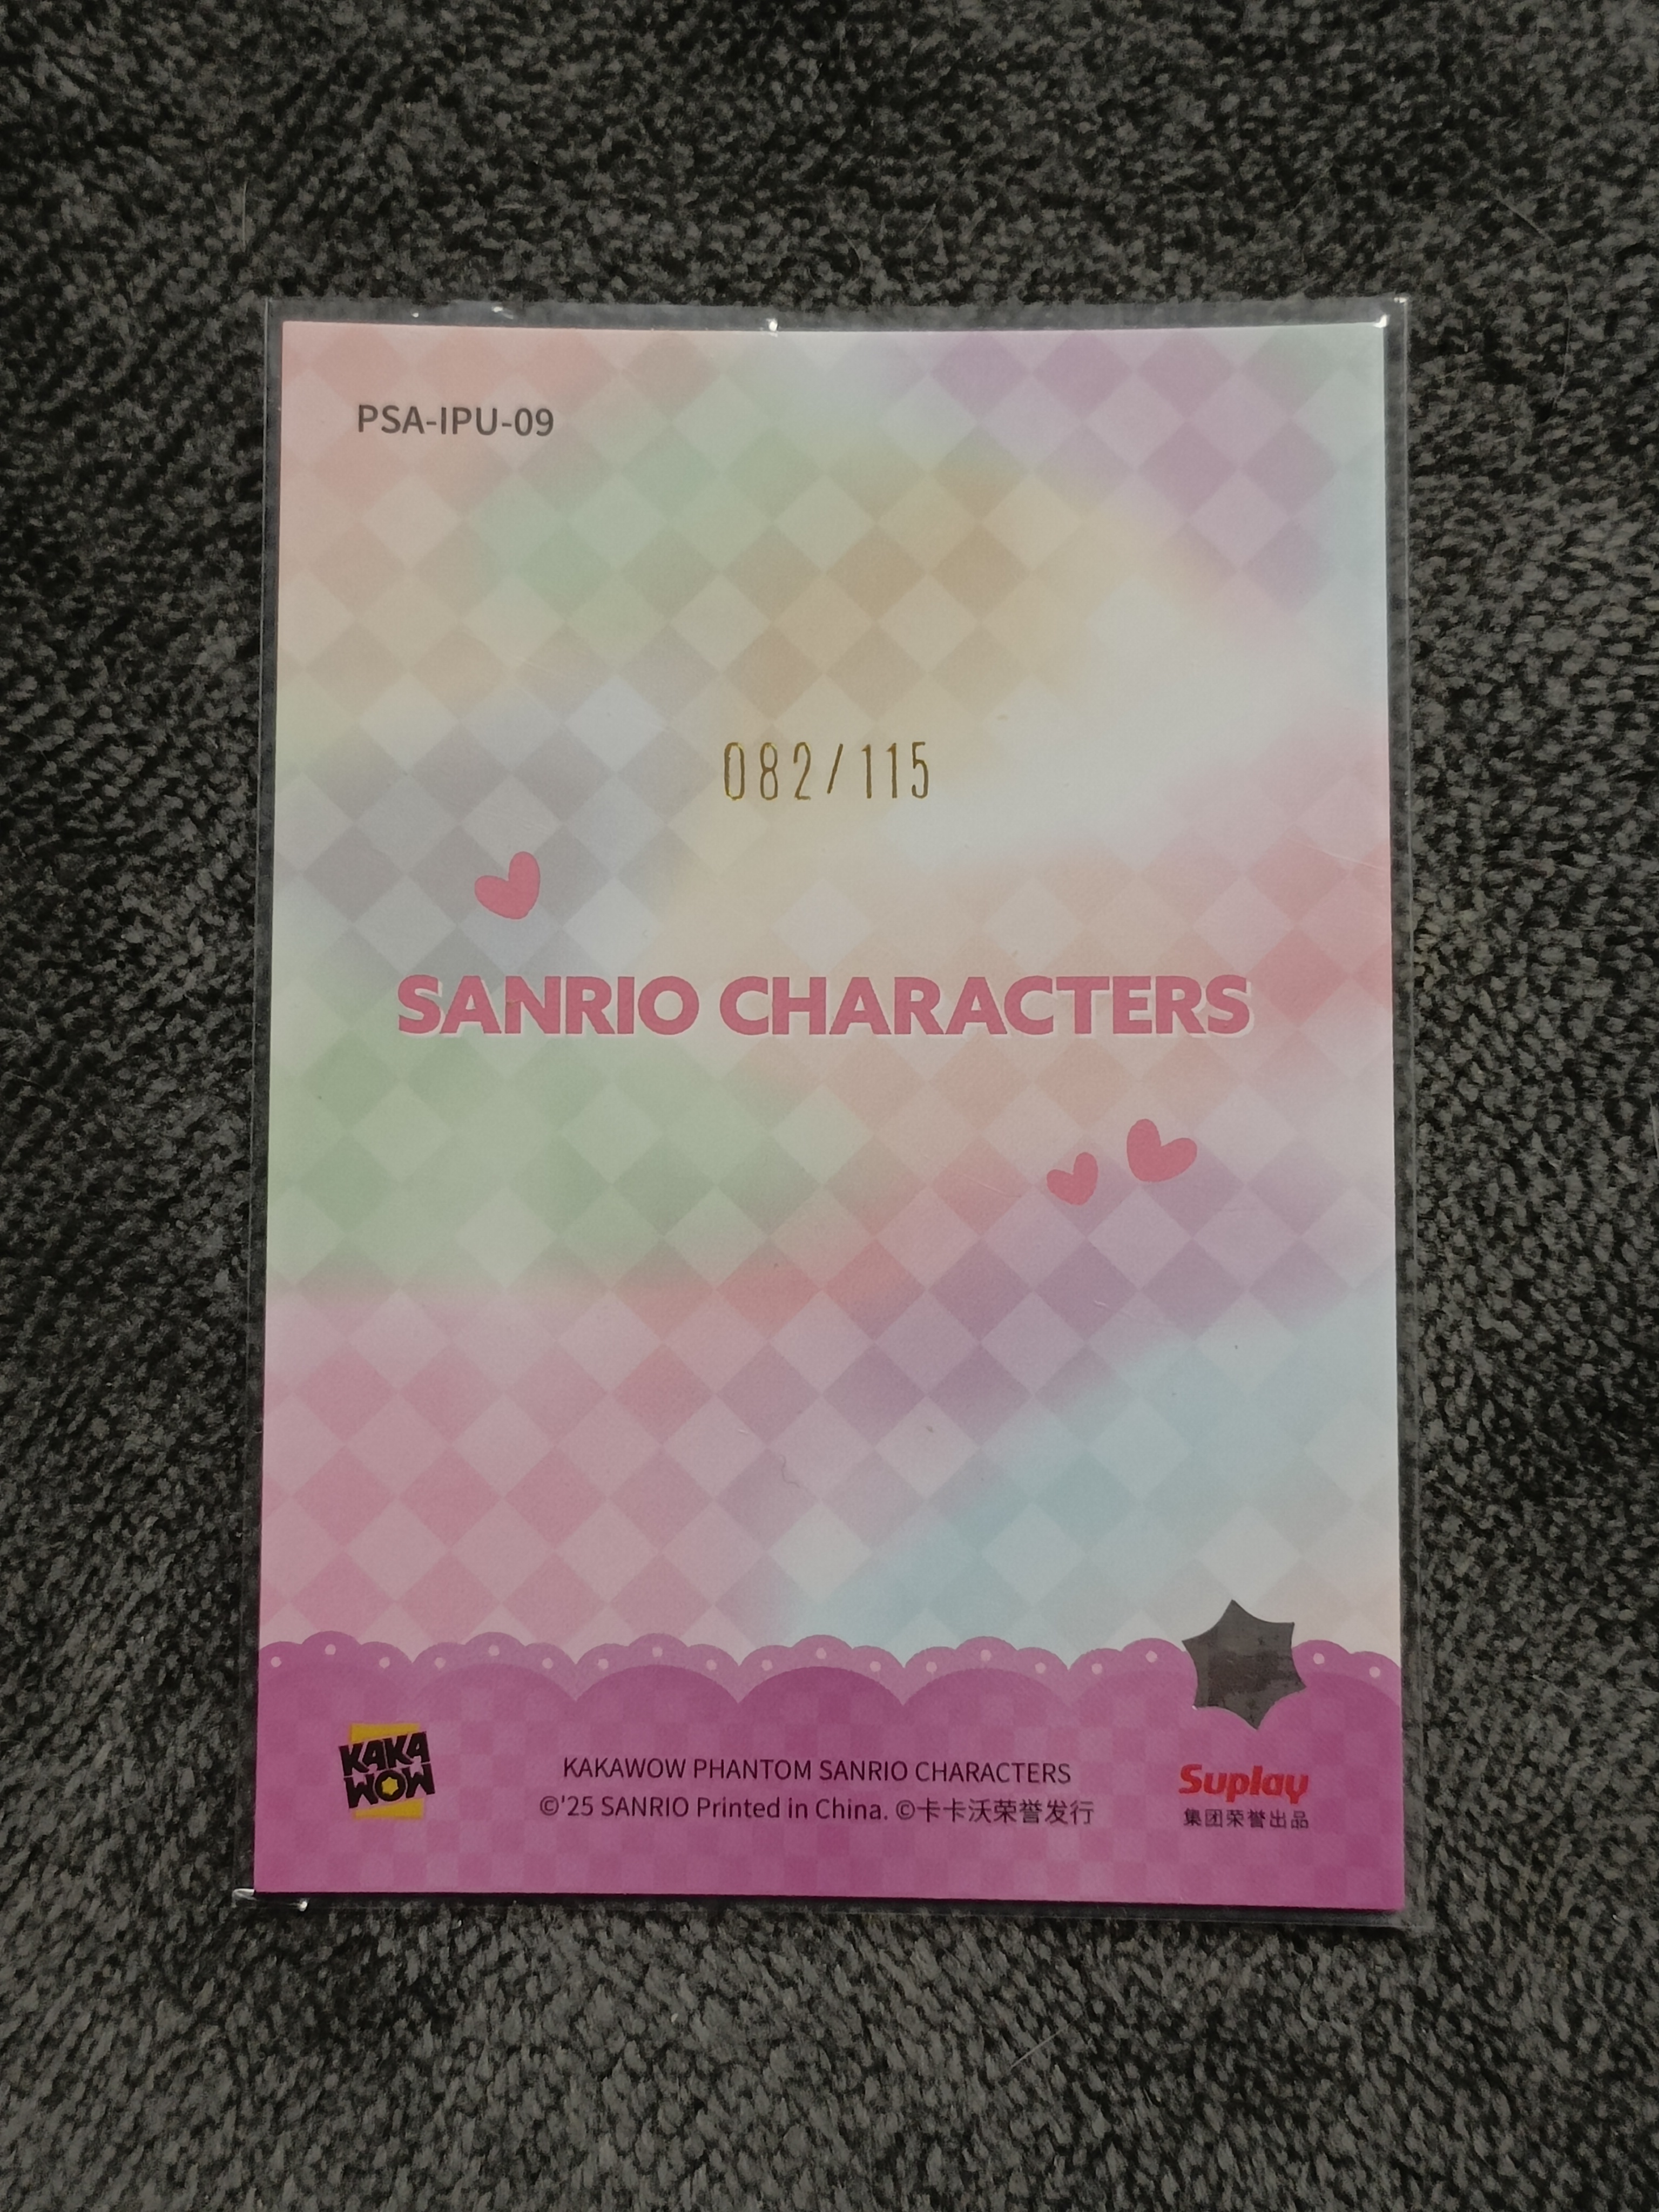 PSA-IPU-09
082/115
SANRIO CHARACTERS
KAKA
WOW
KAKAWOW PHANTOM SANRIO CHARACTERS
©'25 SANRIO Printed in China. ©卡卡沃荣誉发行
Suplay
集团荣誉出品